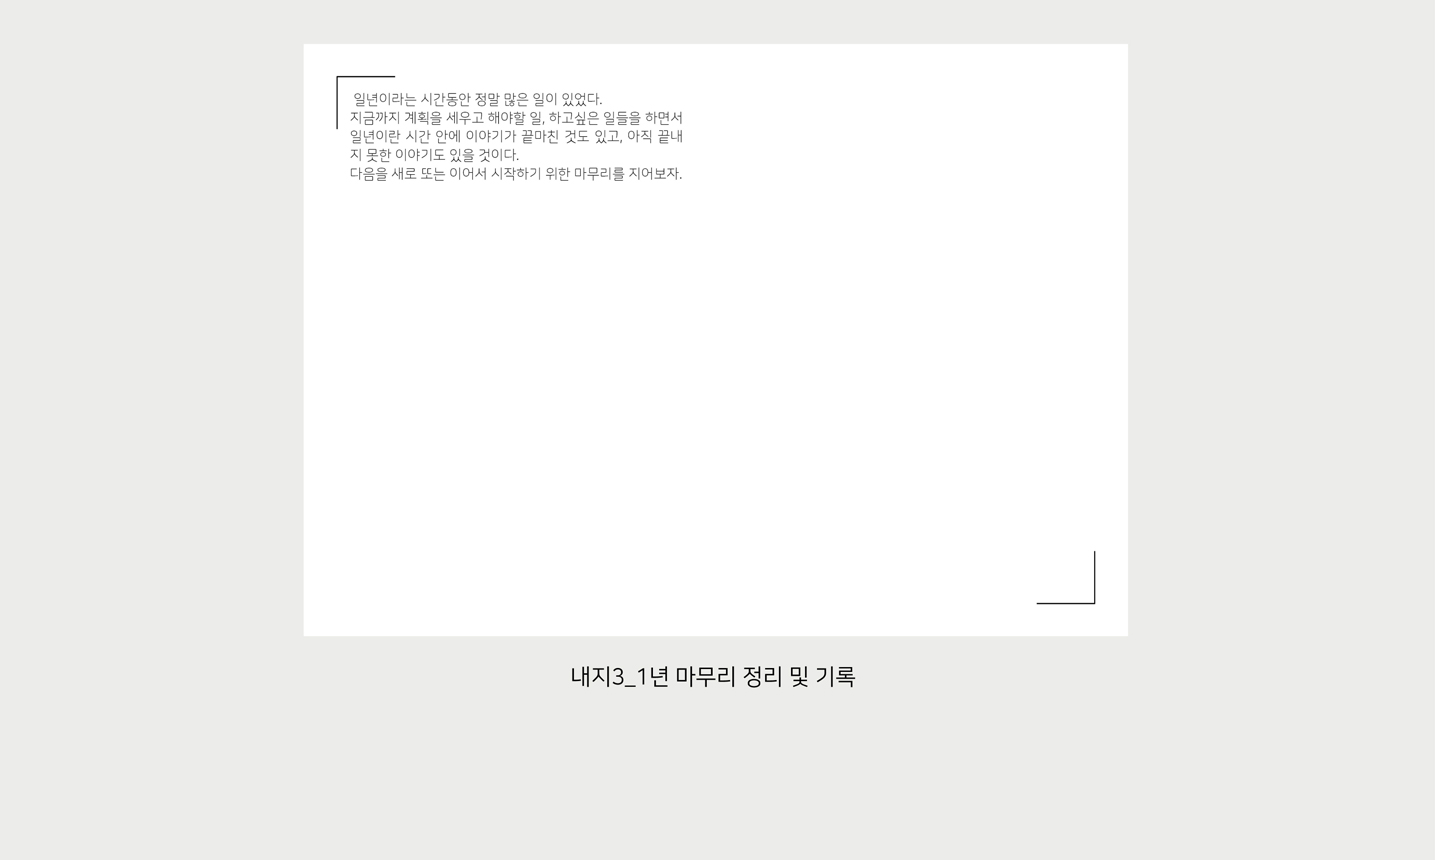 일년이라는 시간동안 정말 많은 일이 있었다.
지금까지 계획을 세우고 해야할 일, 하고싶은 일들을 하면서
일년이란 시간 안에 이야기가 끝마친 것도 있고, 아직 끝내
지 못한 이야기도 있을 것이다.
다음을 새로 또는 이어서 시작하기 위한 마무리를 지어보자.
내지3_1년 마무리 정리 및 기록